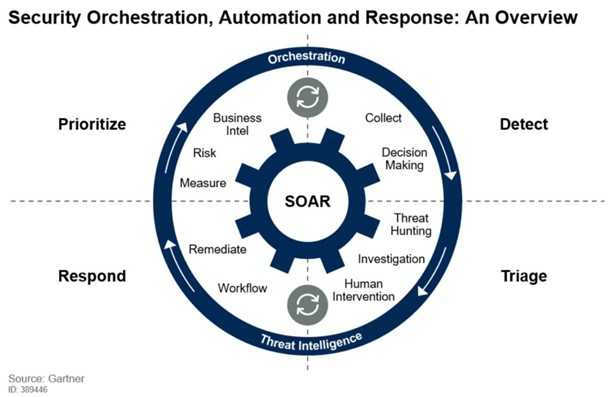 Security Orchestration, Automation and Response: An Overview
Orchestration
Prioritize
Detect
Business
Intel
Risk
Measure
Collect
Decision
Making
SOAR
Remediate
Workflow
Threat
Hunting
Investigation
Human
Intervention
Respond
Triage
Threat Intelligence
Source: Gartner
ID: 389446